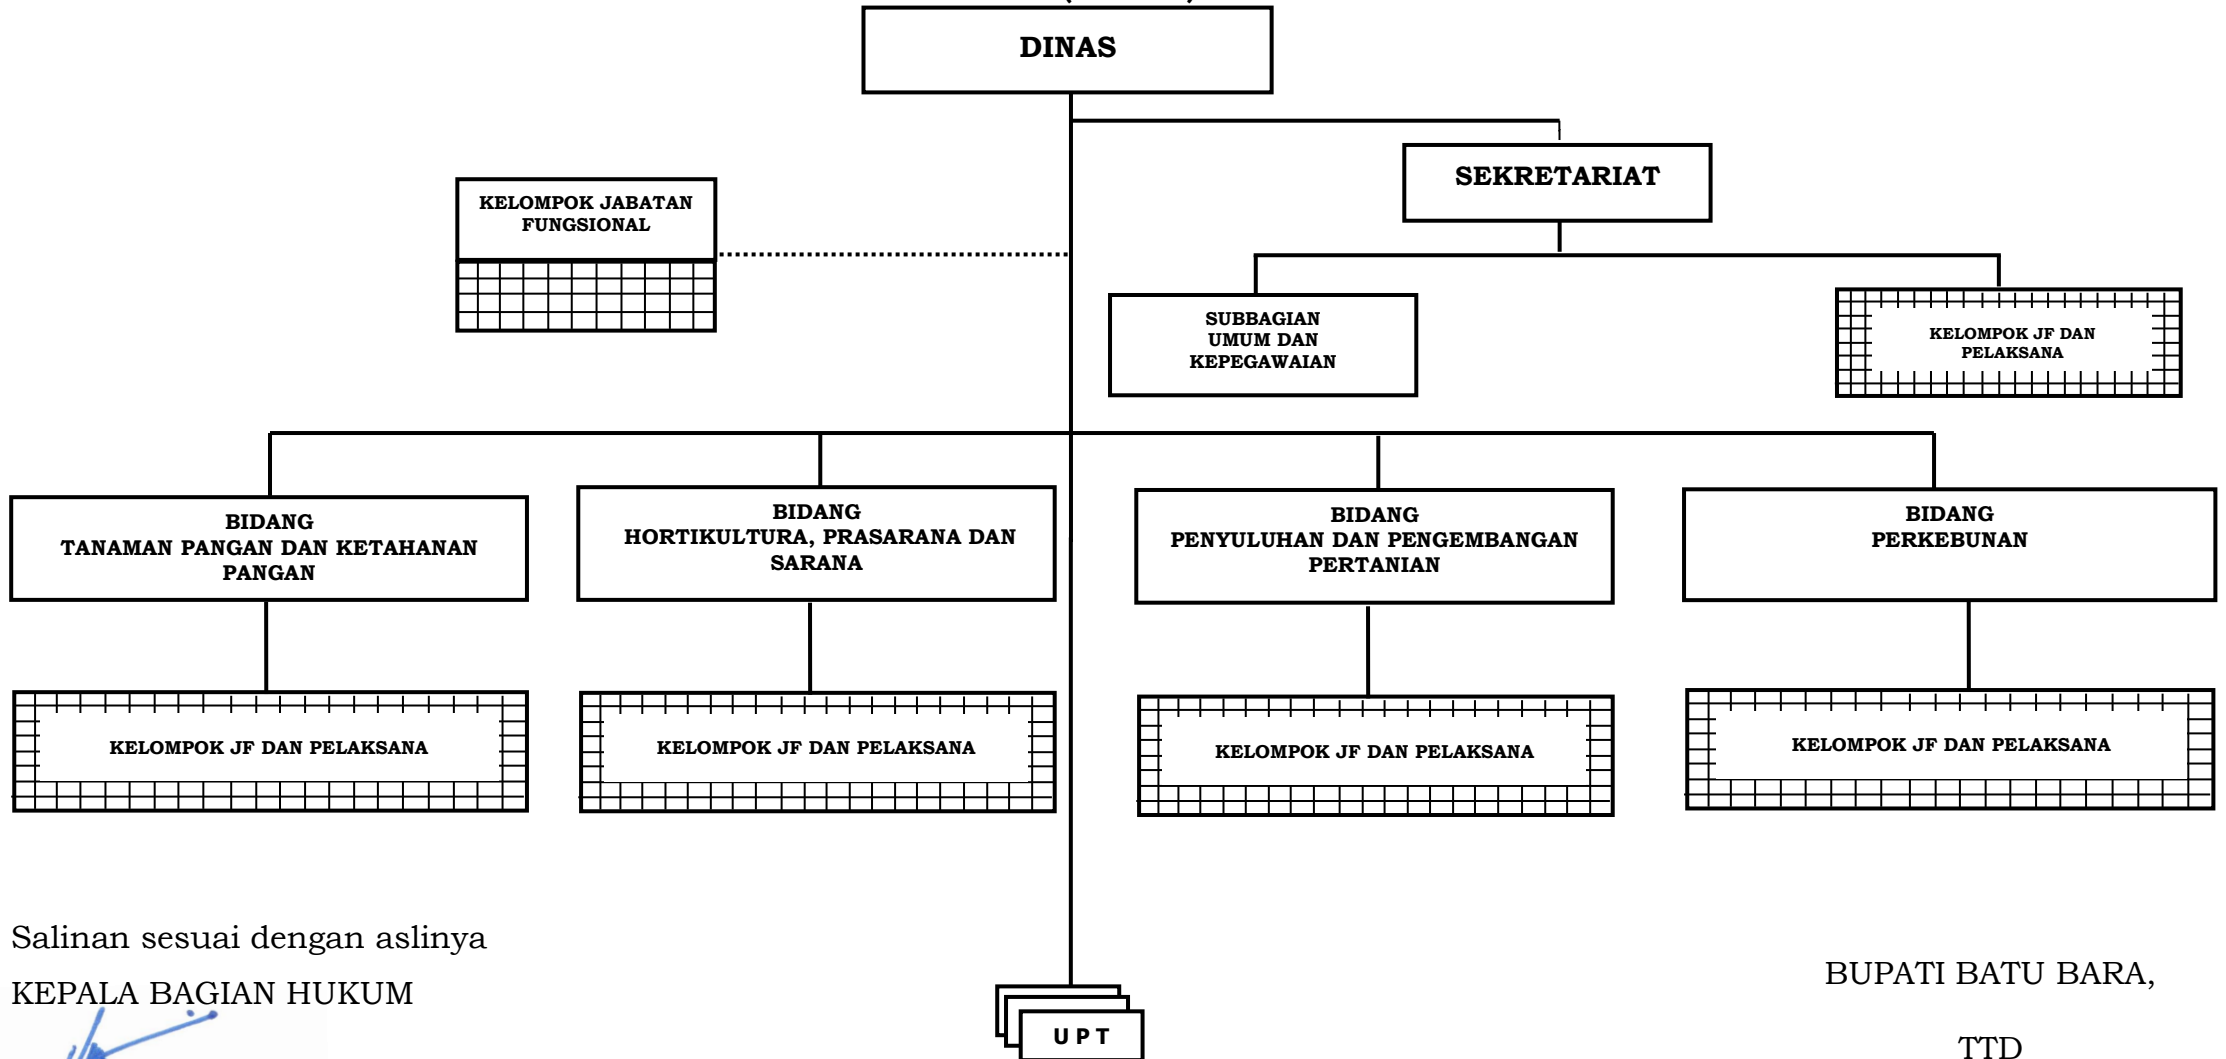 DINAS
SEKRETARIAT
KELOMPOK JABATAN
FUNGSIONAL
SUBBAGIAN
UMUM DAN
KEPEGAWAIAN
KELOMPOK JF DAN
PELAKSANA
BIDANG
TANAMAN PANGAN DAN KETAHANAN
PANGAN
BIDANG
HORTIKULTURA, PRASARANA DAN
SARANA
BIDANG
PENYULUHAN DAN PENGEMBANGAN
PERTANIAN
BIDANG
PERKEBUNAN
KELOMPOK JF DAN PELAKSANA
KELOMPOK JF DAN PELAKSANA
KELOMPOK JF DAN PELAKSANA
KELOMPOK JF DAN PELAKSANA
Salinan sesuai dengan aslinya
KEPALA BAGIAN HUKUM
U P T
BUPATI BATU BARA,
TTD